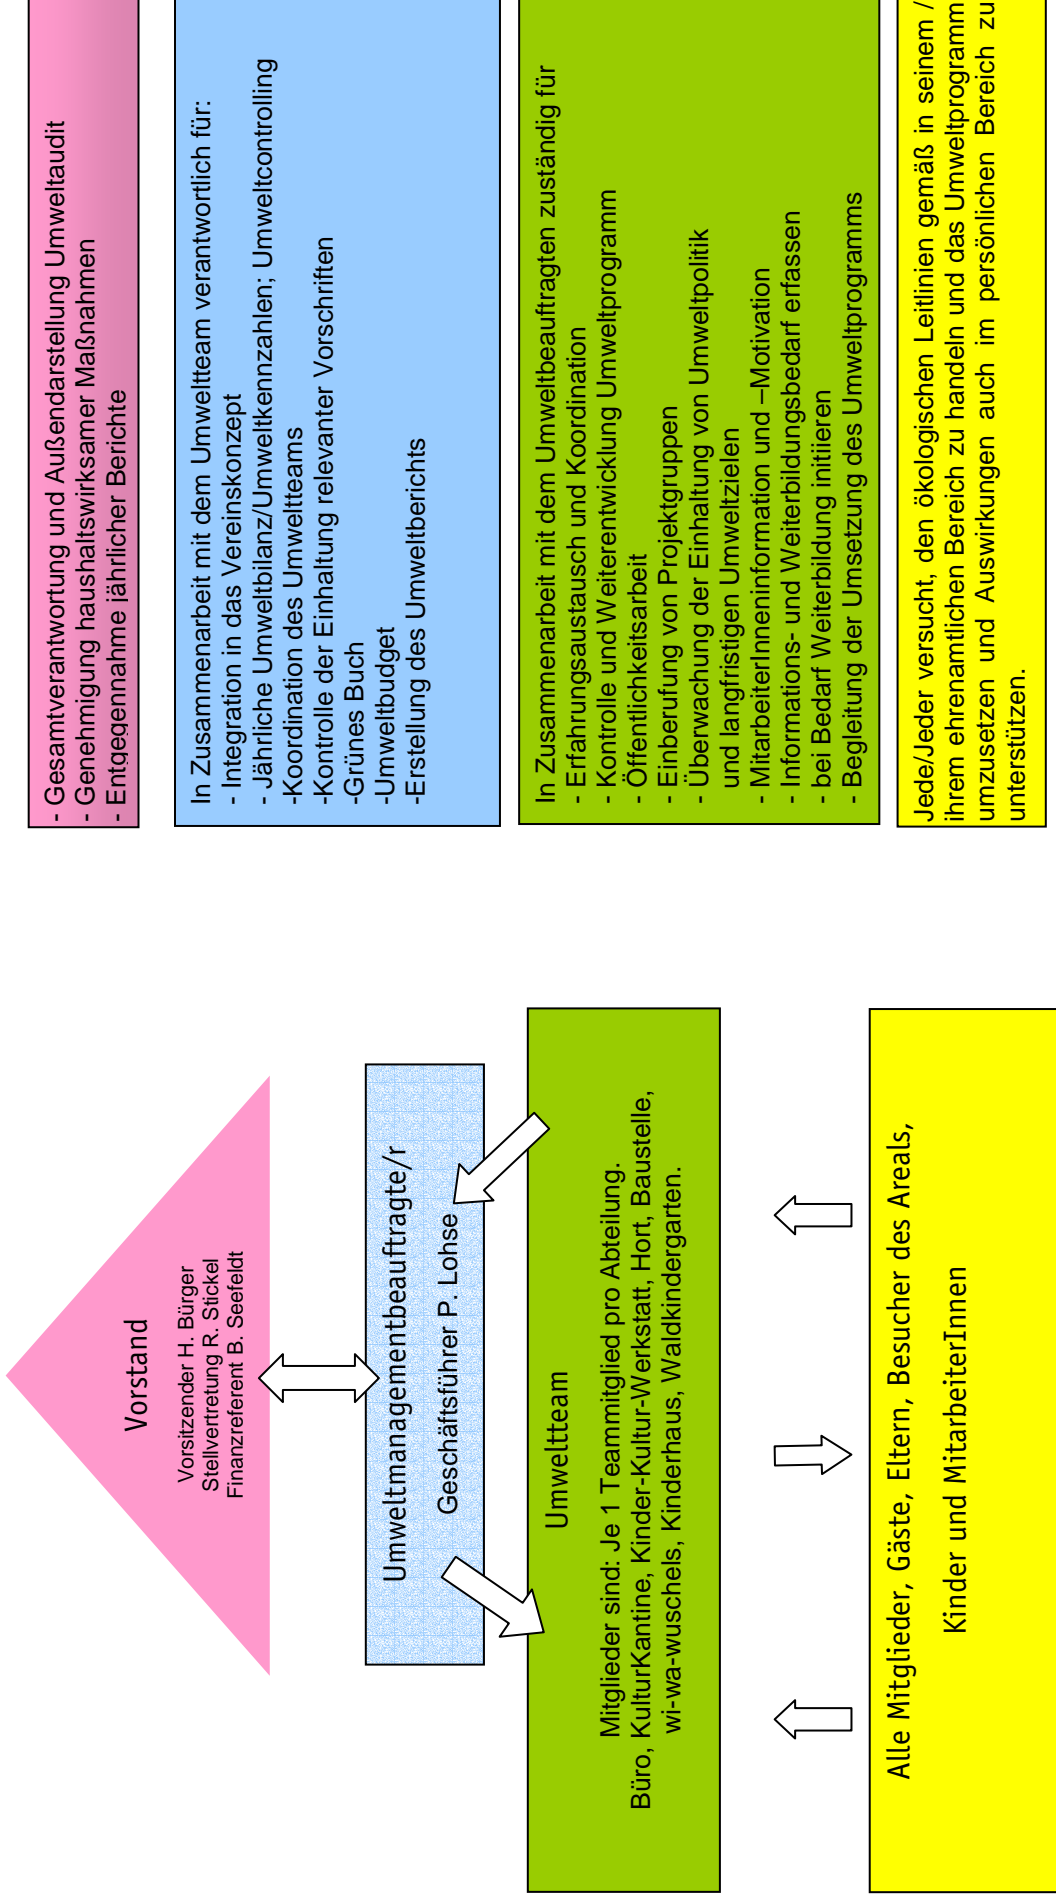 Vorstand
Vorsitzender H. Bürger
Stellvertretung R. Stickel
Finanzreferent B. Seefeldt
Umweltmanagementbeauftragte/r
Geschäftsführer P. Lohse
Umweltteam
Mitglieder sind: Je 1 Teammitglied pro Abteilung.
Büro, KulturKantine, Kinder-Kultur-Werkstatt, Hort, Baustelle,
wi-wa-wuschels, Kinderhaus, Waldkindergarten.
Alle Mitglieder, Gäste, Eltern, Besucher des Areals,
Kinder und MitarbeiterInnen
- Gesamtverantwortung und Außendarstellung Umweltaudit
- Genehmigung haushaltswirksamer Maßnahmen
- Entgegennahme jährlicher Berichte
In Zusammenarbeit mit dem Umweltteam verantwortlich für:
- Integration in das Vereinskonzept
- Jährliche Umweltbilanz/Umweltkennzahlen; Umweltcontrolling
-Koordination des Umweltteams
-Kontrolle der Einhaltung relevanter Vorschriften
-Grünes Buch
-Umweltbudget
-Erstellung des Umweltberichts
In Zusammenarbeit mit dem Umweltbeauftragten zuständig für
- Erfahrungsaustausch und Koordination
- Kontrolle und Weiterentwicklung Umweltprogramm
- Öffentlichkeitsarbeit
- Einberufung von Projektgruppen
- Überwachung der Einhaltung von Umweltpolitik
und langfristigen Umweltzielen
- MitarbeiterInneninformation und –Motivation
- Informations- und Weiterbildungsbedarf erfassen
- bei Bedarf Weiterbildung initiieren
- Begleitung der Umsetzung des Umweltprogramms
Jede/Jeder versucht, den ökologischen Leitlinien gemäß in seinem /
ihrem ehrenamtlichen Bereich zu handeln und das Umweltprogramm
umzusetzen und Auswirkungen auch im persönlichen Bereich zu
unterstützen.